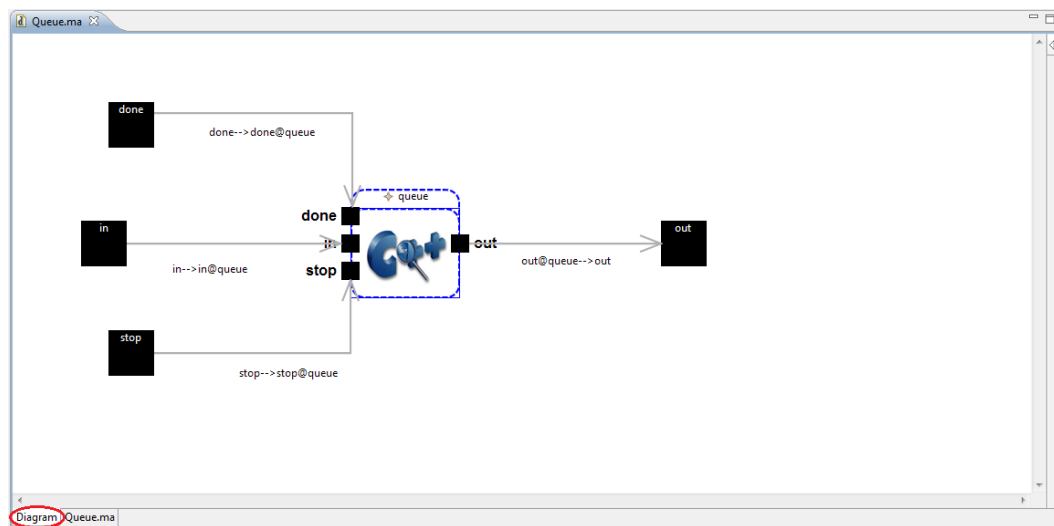 Queue.ma
done
done-->done@queue
queue
done
in
in
out
out
in-->in@queue
out@queue-->out
stop
stop
stop-->stop@queue
Diagram Queue.ma